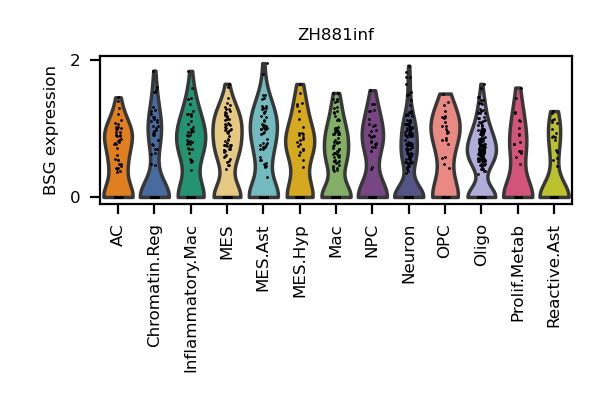 ZH881inf
BSG expression
2
0
AC
Chromatin.Reg
Inflammatory.Mac
MES
MES.Ast
MES.Hyp
Mac
NPC
Neuron
OPC
Oligo
Prolif.Metab
Reactive.Ast